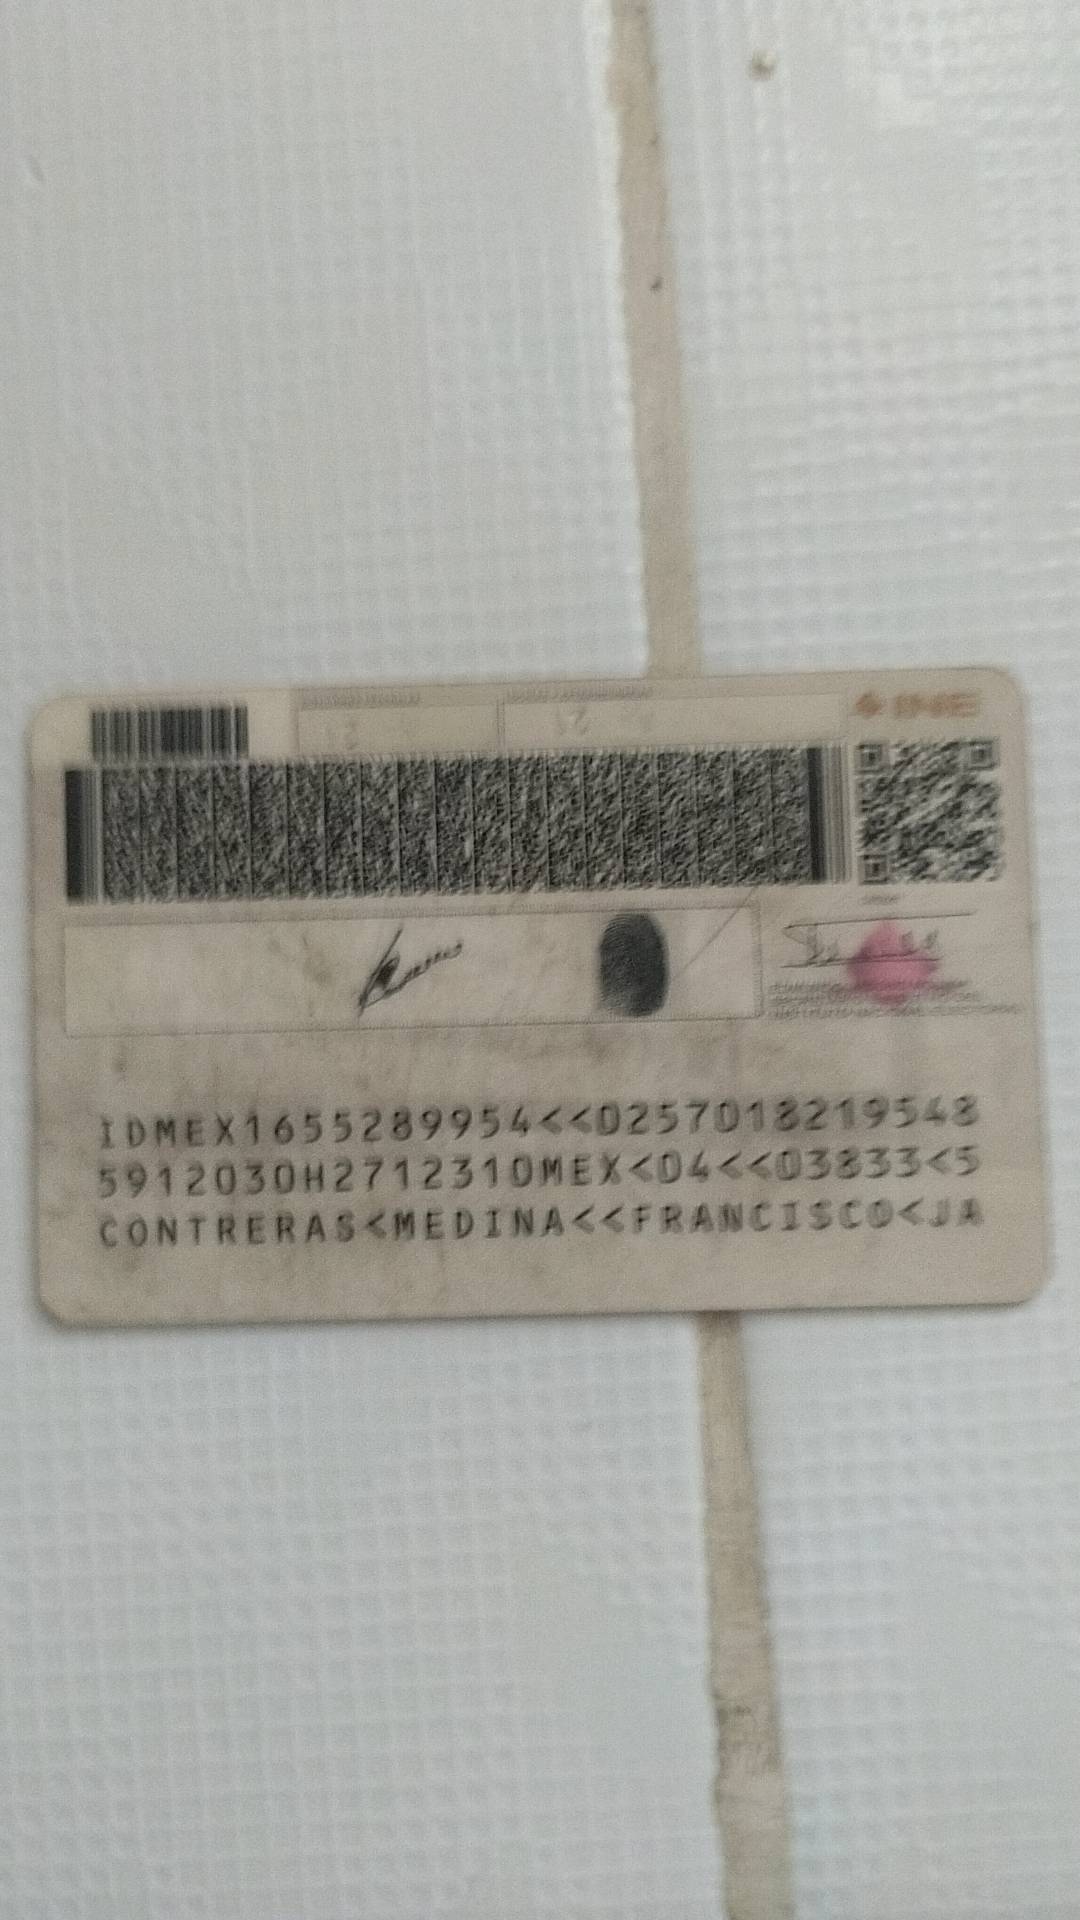 INE
IDMEX1655289954<<0257018219548
5912030H2712310MEX<04<<03833<5
CONTRERAS<MEDINA<<FRANCISCO<JA